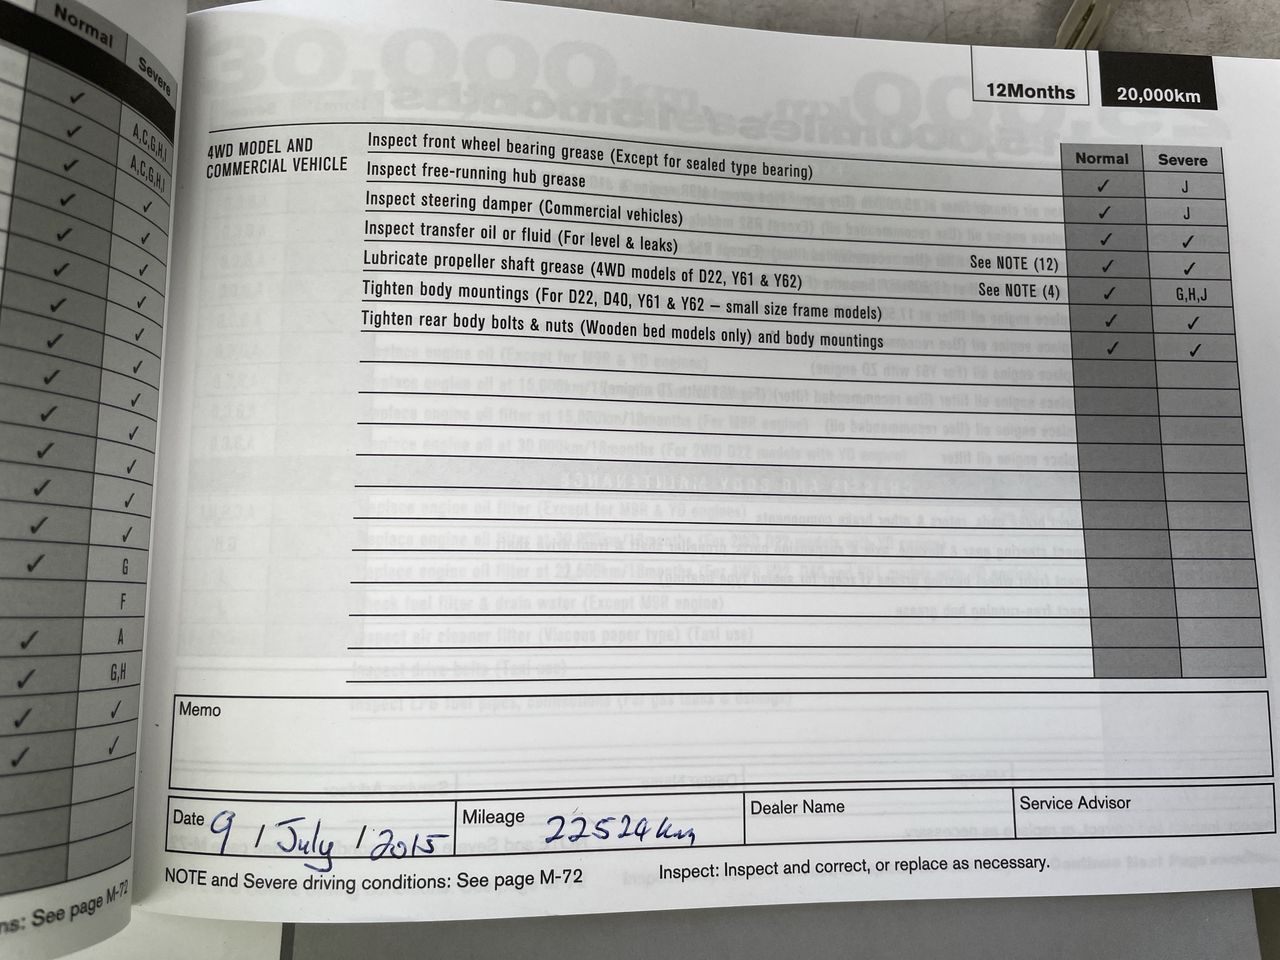 Normal
Severe
✓ A,C,G,H,I
✓ A,C,G,H,I
✓
✓ ✓
✓ ✓
✓ ✓
✓ ✓
✓ ✓
✓ ✓
✓ ✓
✓ ✓
✓ ✓
✓ ✓
✓ ✓
✓ G
F
✓ A
✓ G,H
✓ ✓
✓ ✓
ns: See page M-72
12Months
20,000km
Normal Severe
4WD MODEL AND
COMMERCIAL VEHICLE
Inspect front wheel bearing grease (Except for sealed type bearing) ✓ J
Inspect free-running hub grease ✓ J
Inspect steering damper (Commercial vehicles) ✓ ✓
Inspect transfer oil or fluid (For level & leaks) See NOTE (12) ✓ ✓
Lubricate propeller shaft grease (4WD models of D22, Y61 & Y62) See NOTE (4) ✓ G,H,J
Tighten body mountings (For D22, D40, Y61 & Y62 – small size frame models) ✓ ✓
Tighten rear body bolts & nuts (Wooden bed models only) and body mountings ✓ ✓
Memo
Date 9 / July / 2015
Mileage 22524km
Dealer Name
Service Advisor
NOTE and Severe driving conditions: See page M-72
Inspect: Inspect and correct, or replace as necessary.